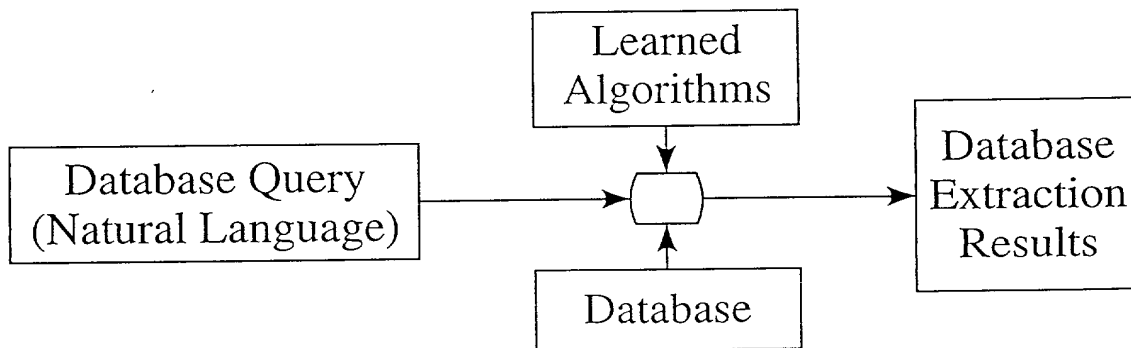 Learned
Algorithms
Database Query
(Natural Language)
Database
Extraction
Results
Database